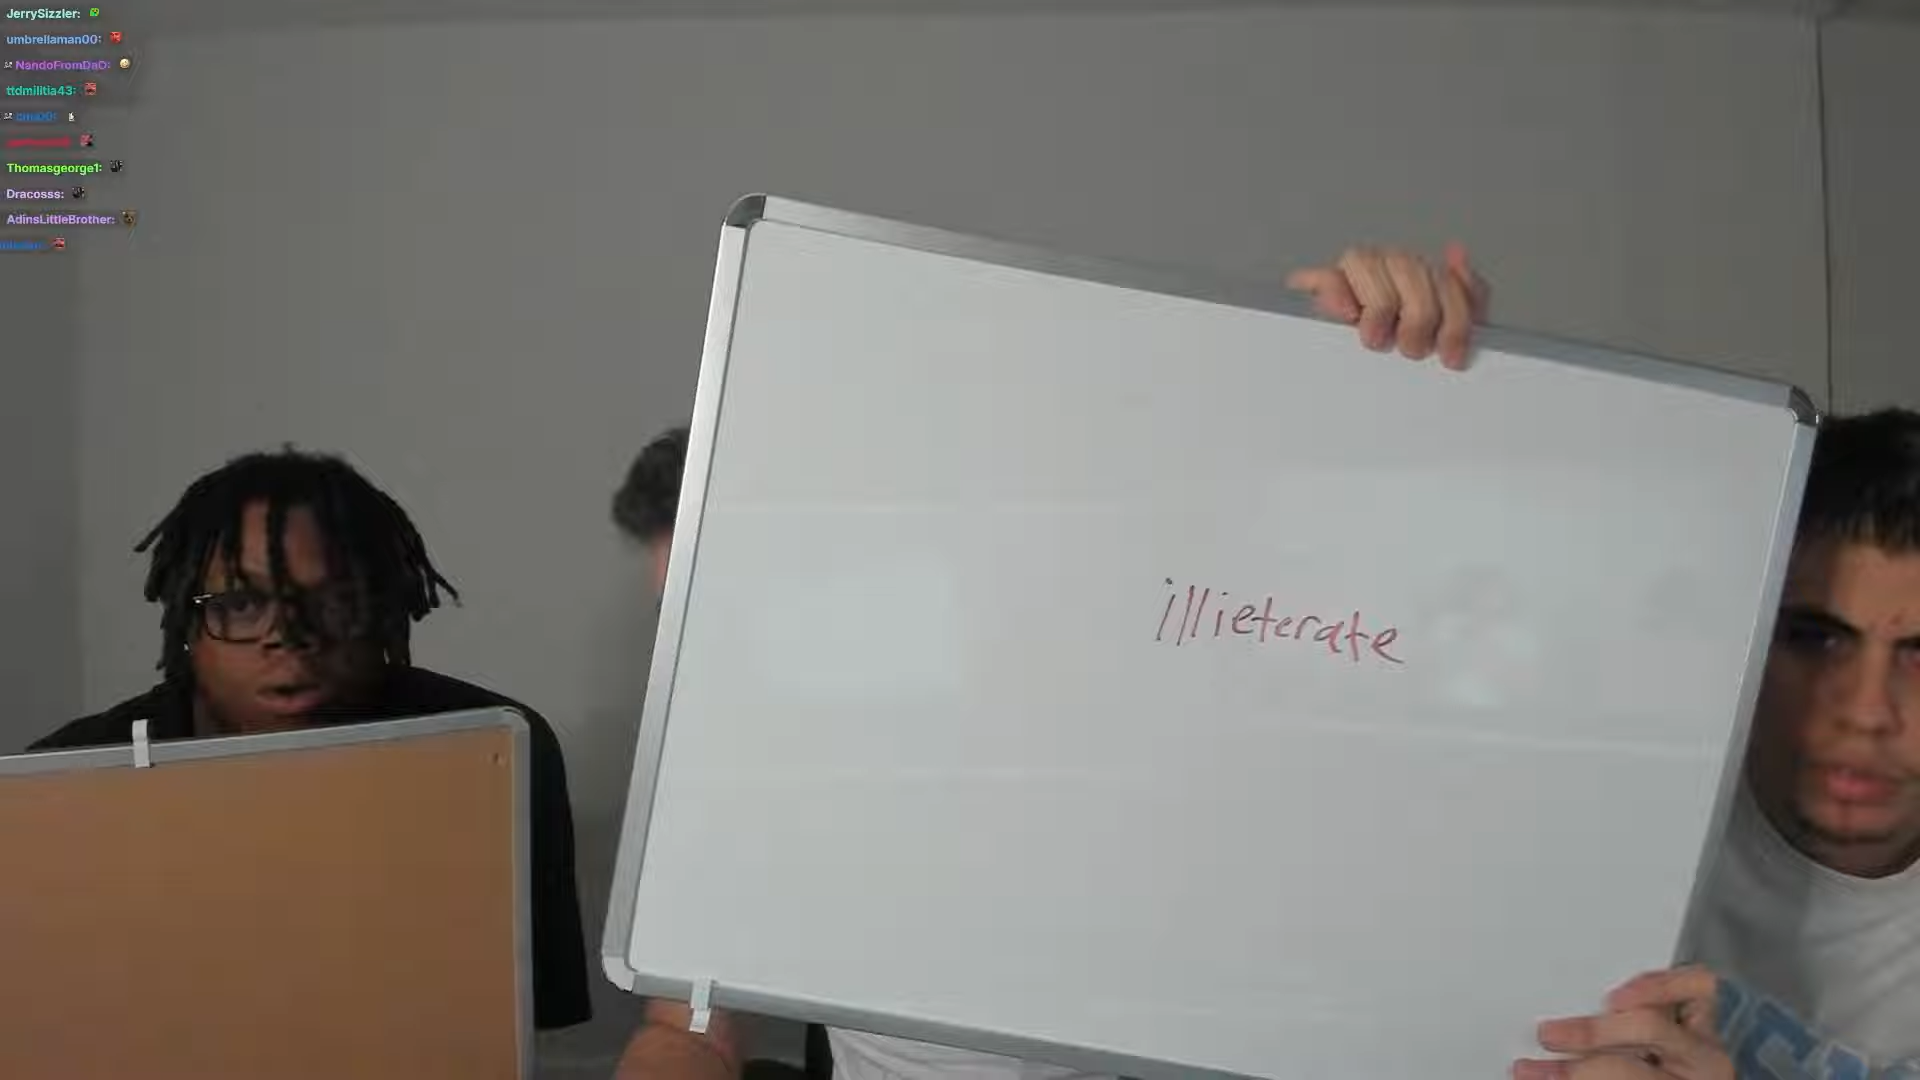 JerrySizzler:
umbrellaman00:
NandoFromDaD:
ttdmilitia43:
Thomasgeorge1:
Dracosss:
AdinsLittleBrother:
illieterate